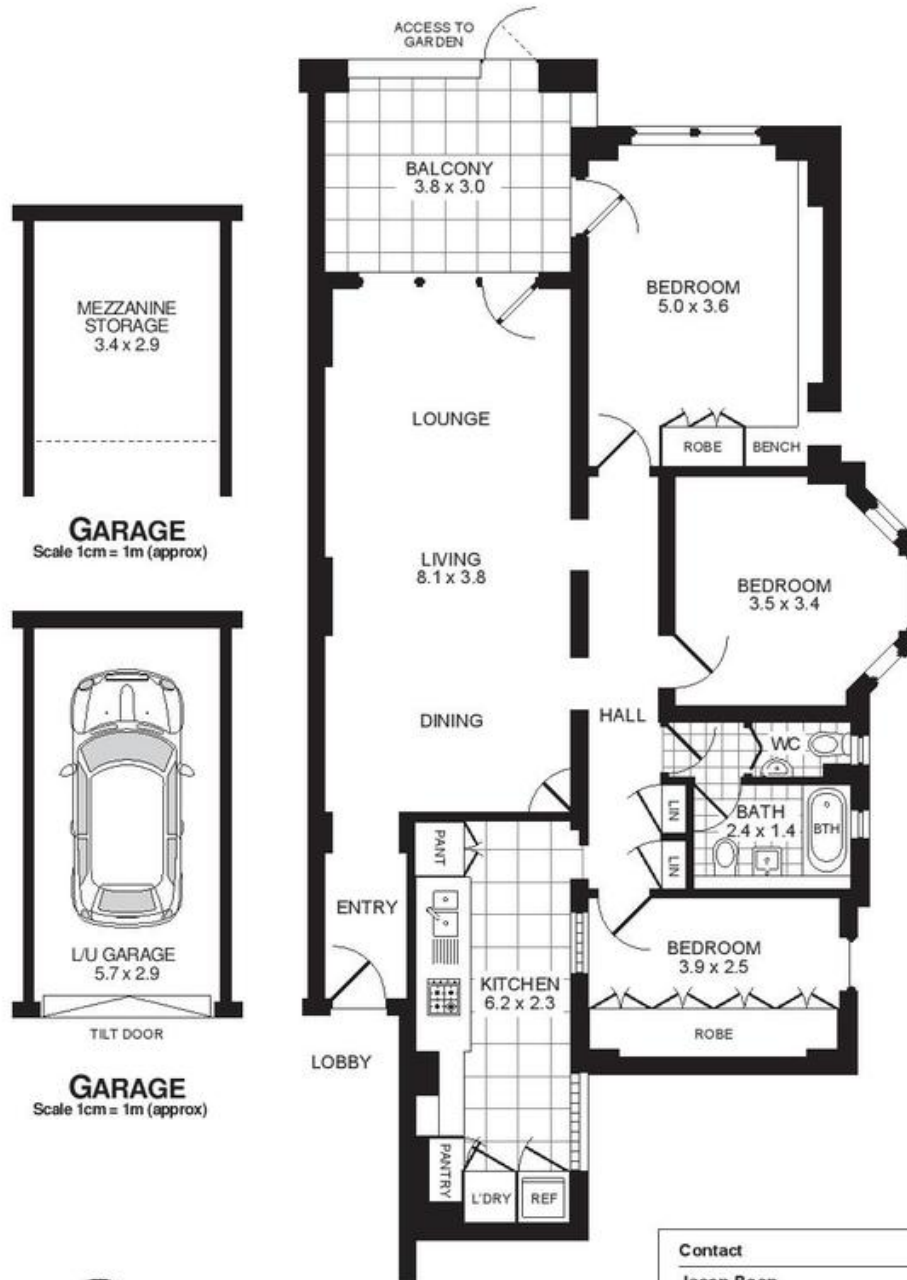 ACCESS TO
GARDEN
BALCONY
3.8 x 3.0
BEDROOM
5.0 x 3.6
MEZZANINE
STORAGE
3.4 x 2.9
LOUNGE
ROBE
BENCH
GARAGE
Scale 1cm = 1m (approx)
LIVING
8.1 x 3.8
BEDROOM
3.5 x 3.4
DINING
HALL
WC
LIN
BATH
2.4 x 1.4
BTH
LIN
PANT
ENTRY
BEDROOM
3.9 x 2.5
L/U GARAGE
5.7 x 2.9
KITCHEN
6.2 x 2.3
TILT DOOR
ROBE
LOBBY
GARAGE
Scale 1cm = 1m (approx)
PANTRY
L'DRY
REF
Contact